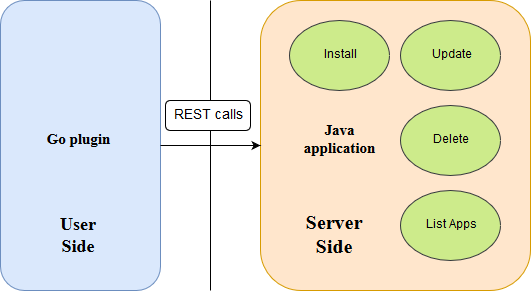 Install
Update
REST calls
Go plugin
Java
application
Delete
User
Side
Server
Side
List Apps